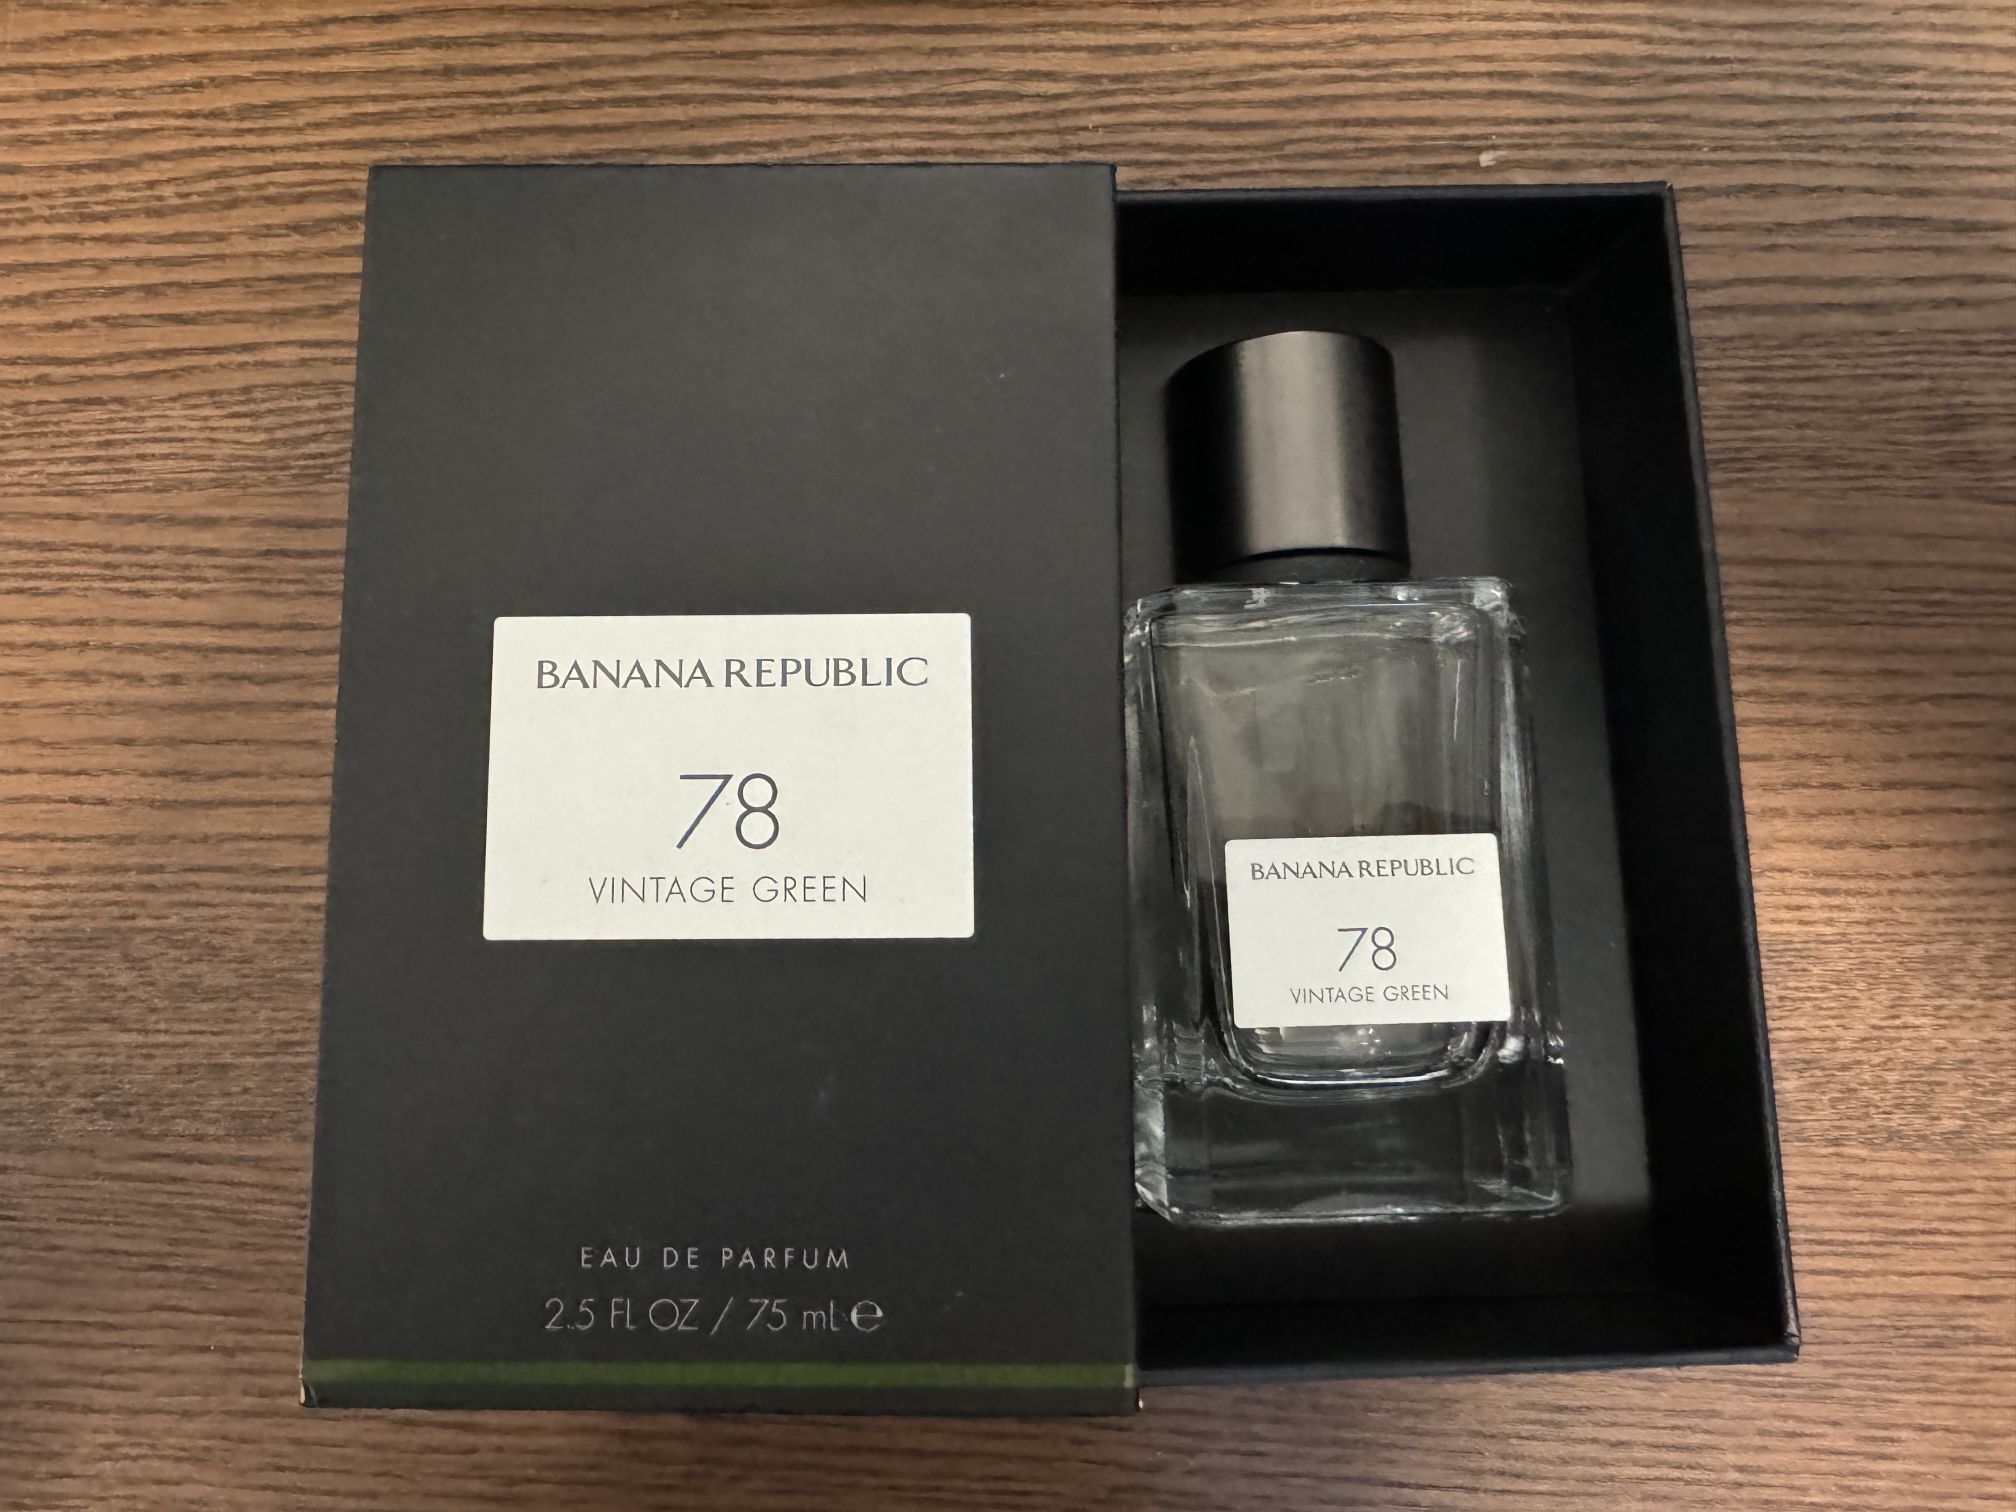 BANANA REPUBLIC
78
VINTAGE GREEN
EAU DE PARFUM
2.5 FL OZ / 75 ml ℮
BANANA REPUBLIC
78
VINTAGE GREEN